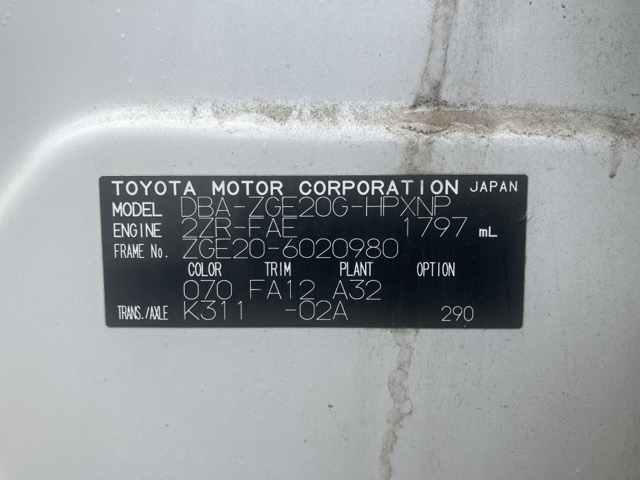 TOYOTA MOTOR CORPORATION JAPAN
MODEL DBA-ZGE20G-HPXNP
ENGINE 2ZR-FAE 1797 mL
FRAME No. ZGE20-6020980
COLOR TRIM PLANT OPTION
070 FA12 A32
TRANS./AXLE K311 -02A 290